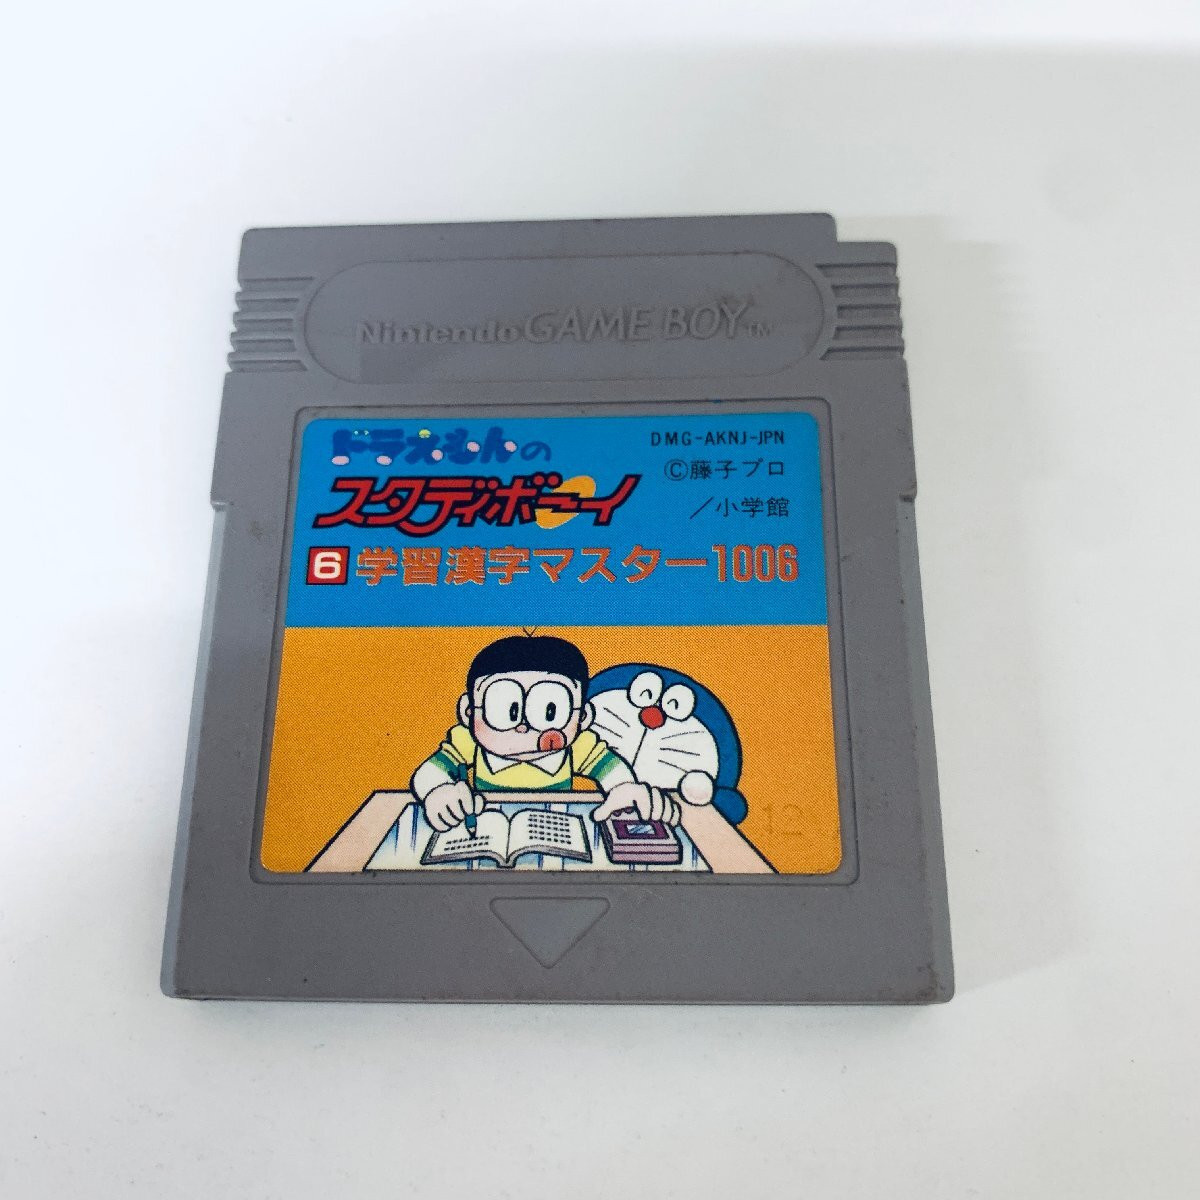 Nintendo GAME BOY™
ドラえもんの
スタディボーイ
DMG-AKNJ-JPN
©藤子プロ
／小学館
6 学習漢字マスター1006
12